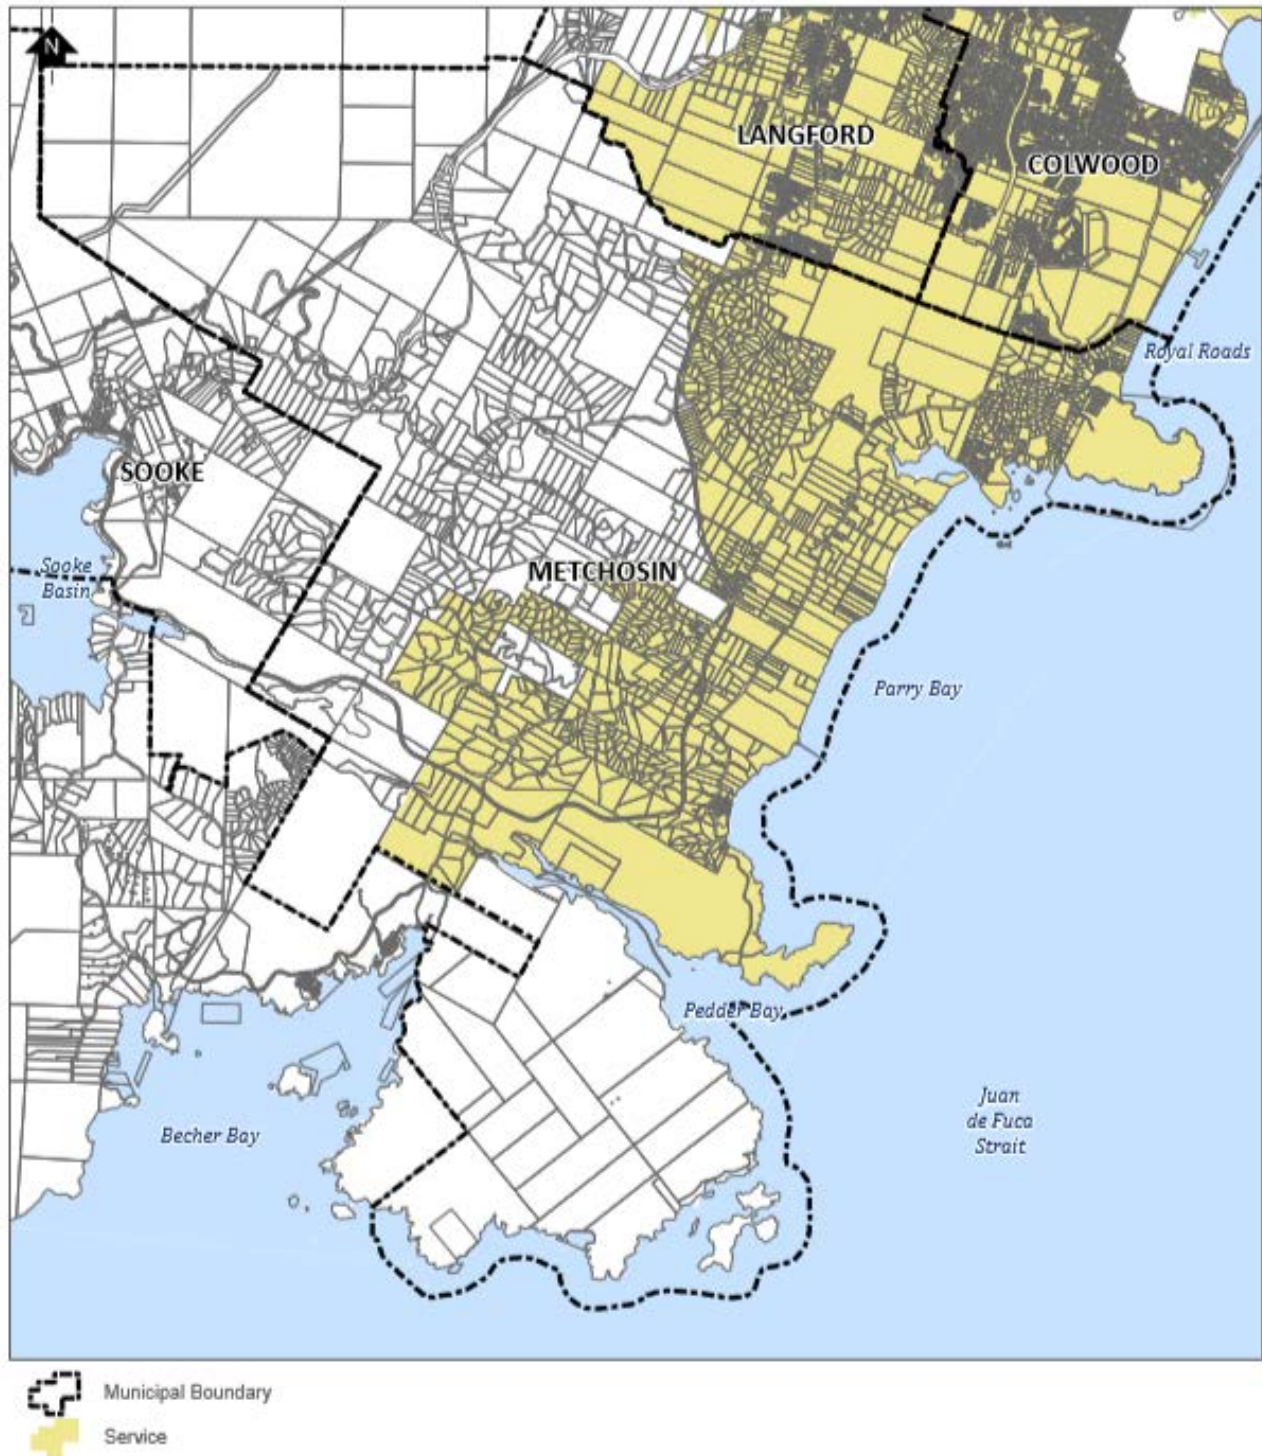 N
LANGFORD
COLWOOD
Royal Roads
SOOKE
Sooke
Basin
METCHOSIN
Parry Bay
Pedder Bay
Juan
de Fuca
Strait
Becher Bay
Municipal Boundary
Service